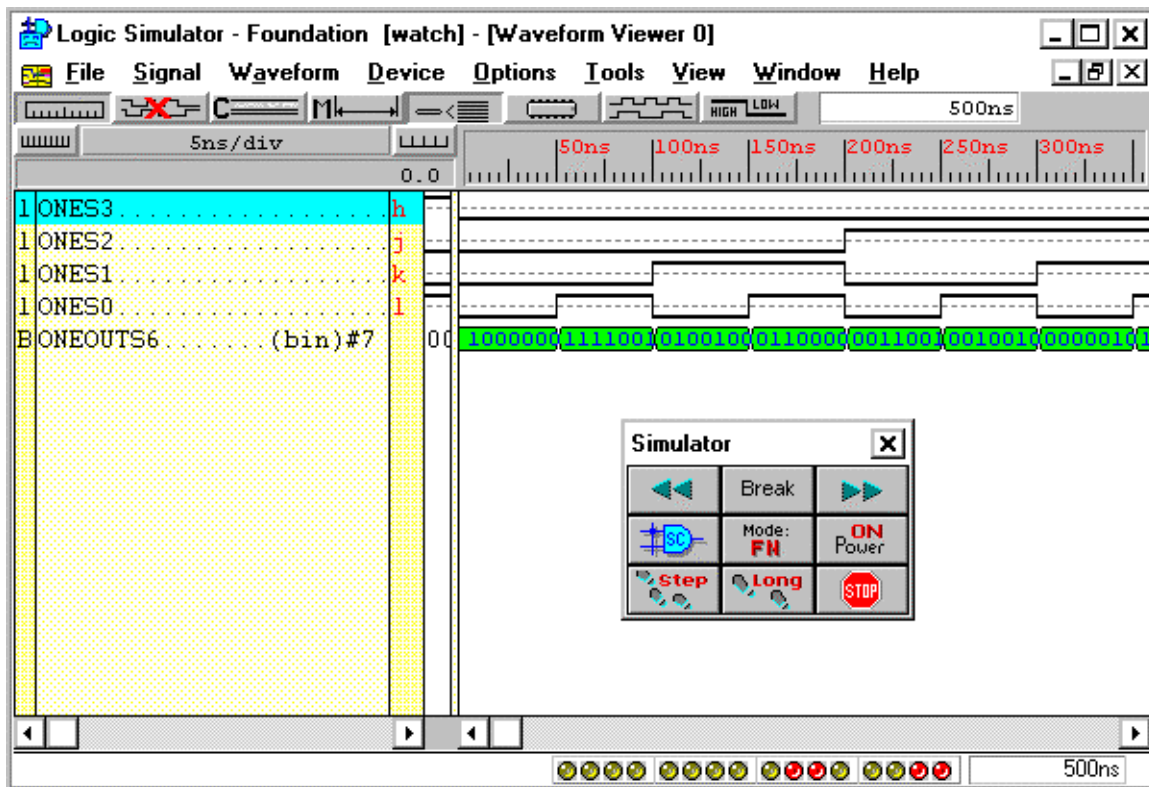 Logic Simulator - Foundation [watch] - [Waveform Viewer 0]
File Signal Waveform Device Options Tools View Window Help
C M HIGH LOW 500ns
5ns/div 50ns 100ns 150ns 200ns 250ns 300ns
0.0
1 ONES3.................h
1 ONES2.................j
1 ONES1.................k
1 ONES0.................l
B ONEOUTS6.......(bin)#7 1000000 1111001 0100100 0110000 0011001 0010010 0000010
Simulator
Break
SC Mode: FN ON Power
Step Long STOP
500ns